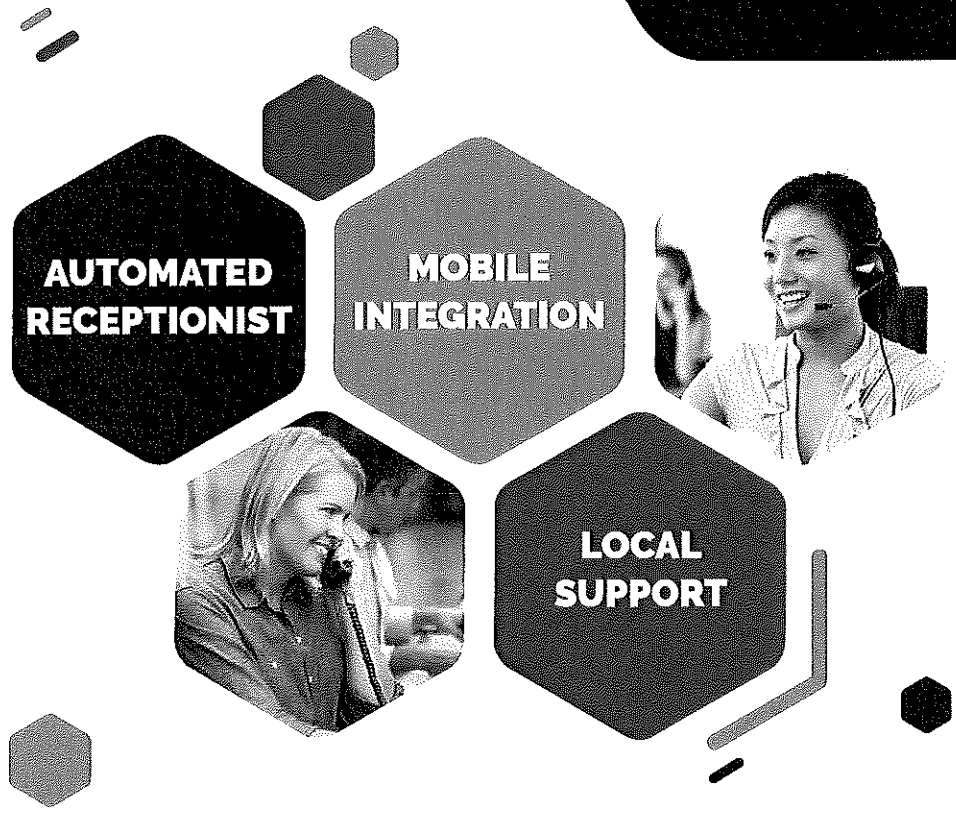 AUTOMATED
RECEPTIONIST
MOBILE
INTEGRATION
LOCAL
SUPPORT